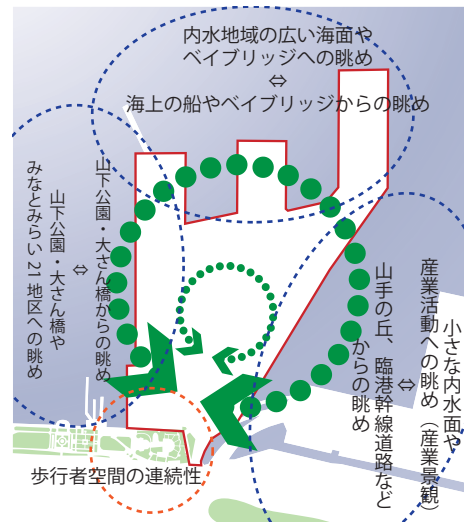 内水地域の広い海面や
ベイブリッジへの眺め
⇔
海上の船やベイブリッジからの眺め
山下公園・大さん橋からの眺め
⇔
山下公園・大さん橋や
みなとみらい21地区への眺め
小さな内水面や
産業活動への眺め（産業景観）
⇔
山手の丘、臨港幹線道路など
からの眺め
歩行者空間の連続性